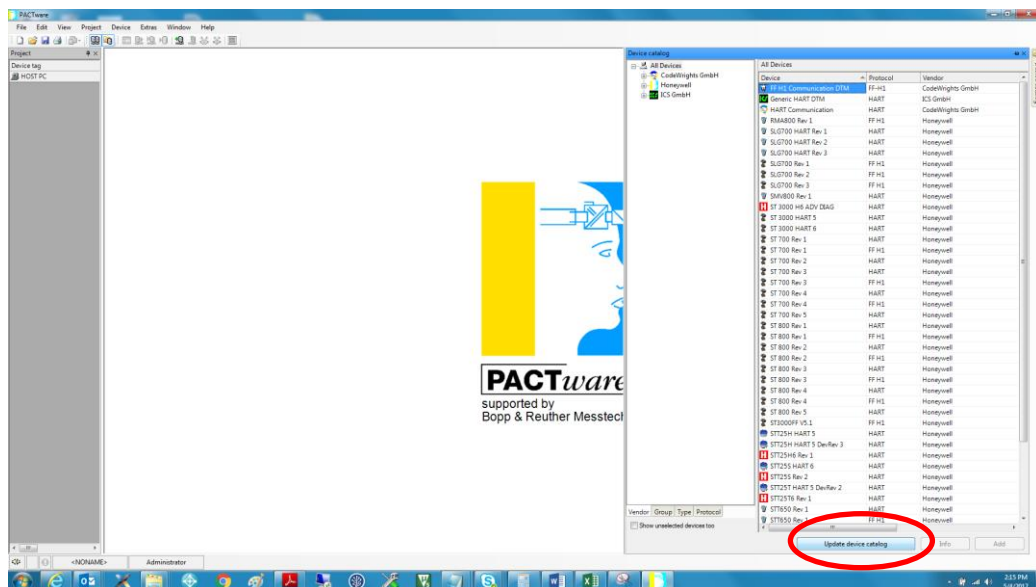 PACTware
File Edit View Project Device Extras Window Help
Project
Device tag
HOST PC
PACTware
supported by
Bopp & Reuther Messtech
Device catalog
All Devices
CodeWrights GmbH
Honeywell
ICS GmbH
Vendor Group Type Protocol
Show unselected devices too
All Devices
Device Protocol Vendor
FF H1 Communication DTM FF-H1 CodeWrights GmbH
Generic HART DTM HART ICS GmbH
HART Communication HART CodeWrights GmbH
RMA800 Rev 1 FF H1 Honeywell
SLG700 HART Rev 1 HART Honeywell
SLG700 HART Rev 2 HART Honeywell
SLG700 HART Rev 3 HART Honeywell
SLG700 Rev 1 FF H1 Honeywell
SLG700 Rev 2 FF H1 Honeywell
SLG700 Rev 3 FF H1 Honeywell
SMV800 Rev 1 HART Honeywell
ST 3000 H6 ADV DIAG HART Honeywell
ST 3000 HART 5 HART Honeywell
ST 3000 HART 6 HART Honeywell
ST 700 Rev 1 HART Honeywell
ST 700 Rev 1 FF H1 Honeywell
ST 700 Rev 2 HART Honeywell
ST 700 Rev 3 HART Honeywell
ST 700 Rev 3 FF H1 Honeywell
ST 700 Rev 4 HART Honeywell
ST 700 Rev 4 FF H1 Honeywell
ST 700 Rev 5 HART Honeywell
ST 800 Rev 1 HART Honeywell
ST 800 Rev 1 FF H1 Honeywell
ST 800 Rev 2 HART Honeywell
ST 800 Rev 2 FF H1 Honeywell
ST 800 Rev 3 HART Honeywell
ST 800 Rev 3 FF H1 Honeywell
ST 800 Rev 4 HART Honeywell
ST 800 Rev 4 FF H1 Honeywell
ST 800 Rev 5 HART Honeywell
ST3000FF V5.1 FF H1 Honeywell
STT25H HART 5 HART Honeywell
STT25H HART 5 DevRev 3 HART Honeywell
STT25H6 Rev 1 HART Honeywell
STT25S HART 6 HART Honeywell
STT25S Rev 2 HART Honeywell
STT25T HART 5 DevRev 2 HART Honeywell
STT25T6 Rev 1 HART Honeywell
STT650 Rev 1 HART Honeywell
STT650 Rev 1 FF H1 Honeywell
Update device catalog Info Add
<NONAME> Administrator
2:15 PM